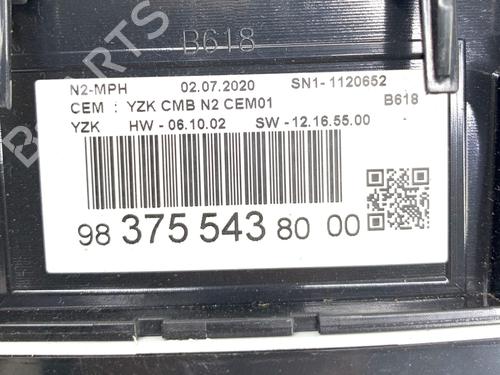 B618
N2-MPH 02.07.2020 SN1-1120652
CEM : YZK CMB N2 CEM01 B618
YZK HW - 06.10.02 SW - 12.16.55.00
98 375 543 80 00
B-PARTS